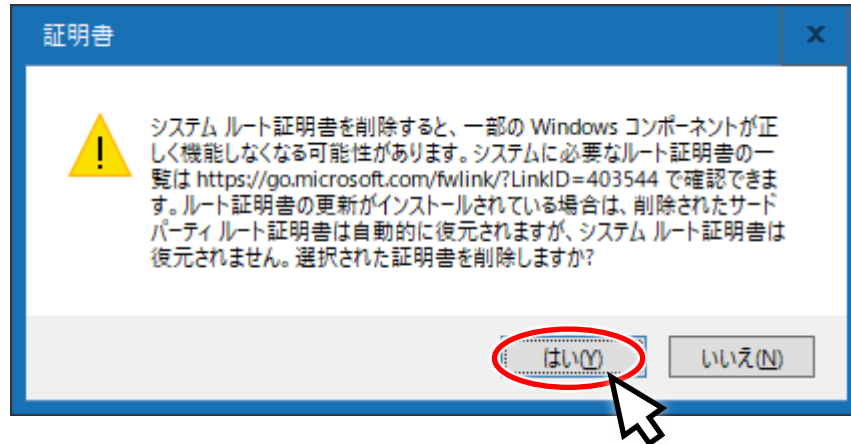 証明書
システム ルート証明書を削除すると、一部の Windows コンポーネントが正
しく機能しなくなる可能性があります。システムに必要なルート証明書の一
覧は https://go.microsoft.com/fwlink/?LinkID=403544 で確認できま
す。ルート証明書の更新がインストールされている場合は、削除されたサード
パーティ ルート証明書は自動的に復元されますが、システム ルート証明書は
復元されません。選択された証明書を削除しますか?
はい(Y) いいえ(N)